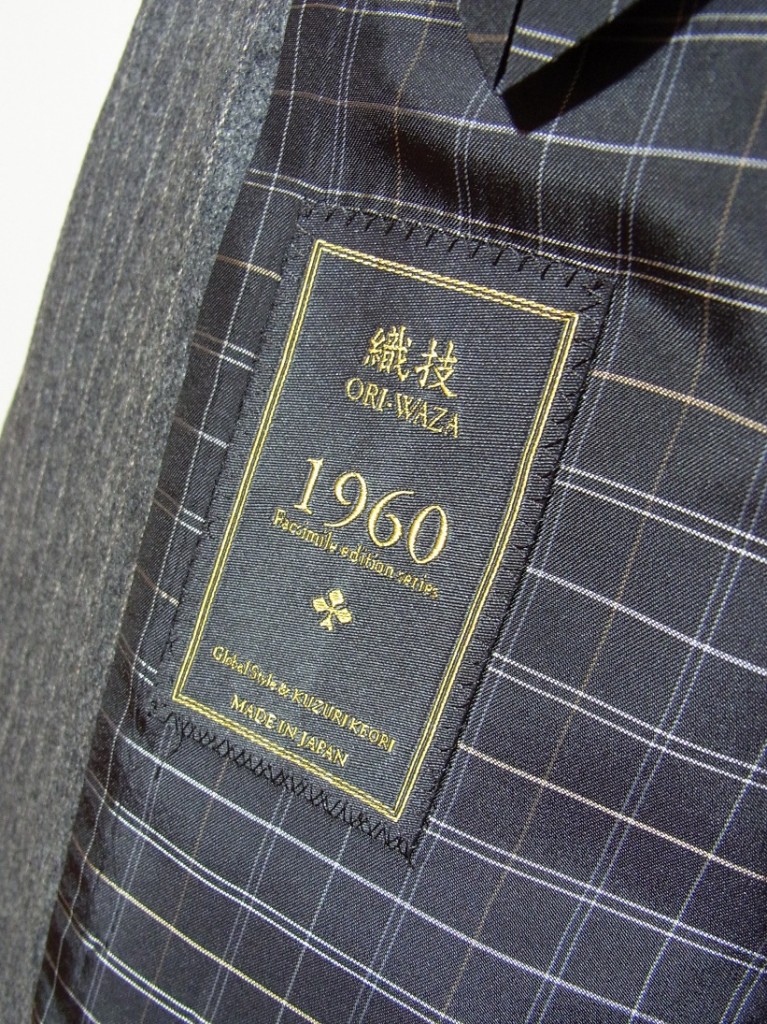 織技
ORI-WAZA
1960
Facsimile edition series
Global Style & KUZURI KEORI
MADE IN JAPAN